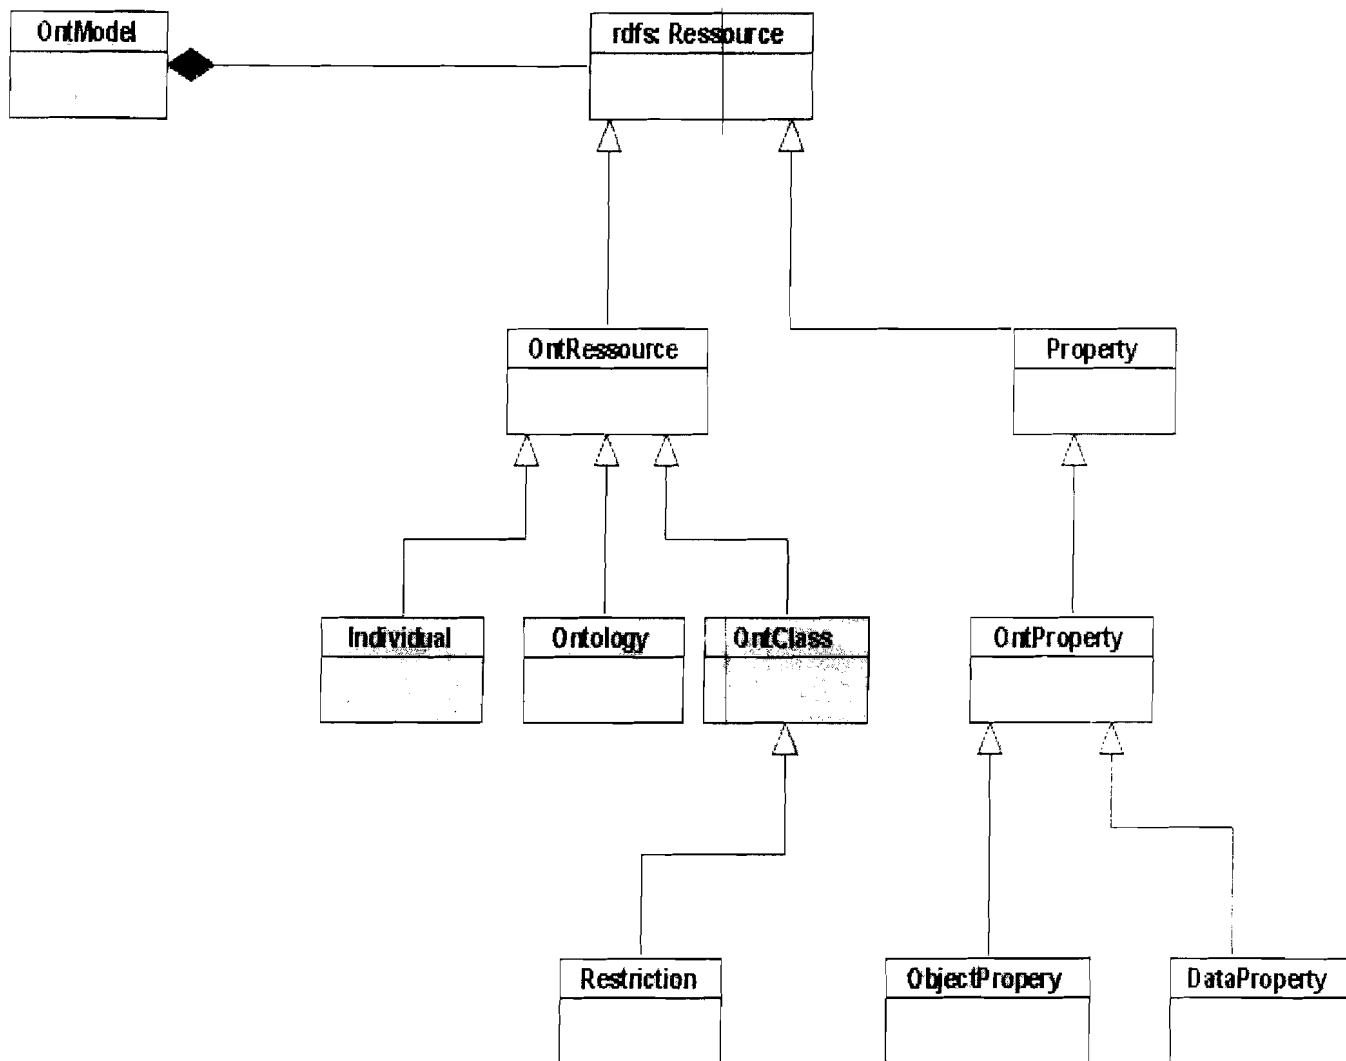 OntModel
rdfs: Ressource
OntRessource
Property
Individual
Ontology
OntClass
OntProperty
Restriction
ObjectPropery
DataProperty